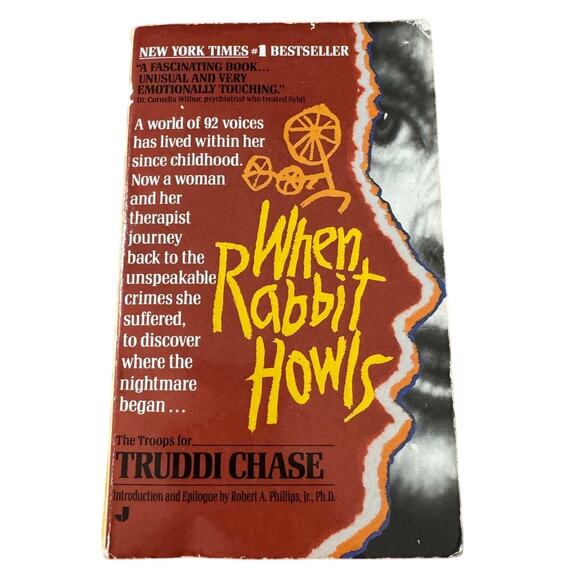 NEW YORK TIMES #1 BESTSELLER
"A FASCINATING BOOK...
UNUSUAL AND VERY
EMOTIONALLY TOUCHING."
Dr. Cornelia Wilbur, psychiatrist who treated Sybil
A world of 92 voices
has lived within her
since childhood.
Now a woman
and her
therapist
journey
back to the
unspeakable
crimes she
suffered,
to discover
where the
nightmare
began...
When
Rabbit
Howls
The Troops for
TRUDDI CHASE
Introduction and Epilogue by Robert A. Phillips, Jr., Ph.D.
J